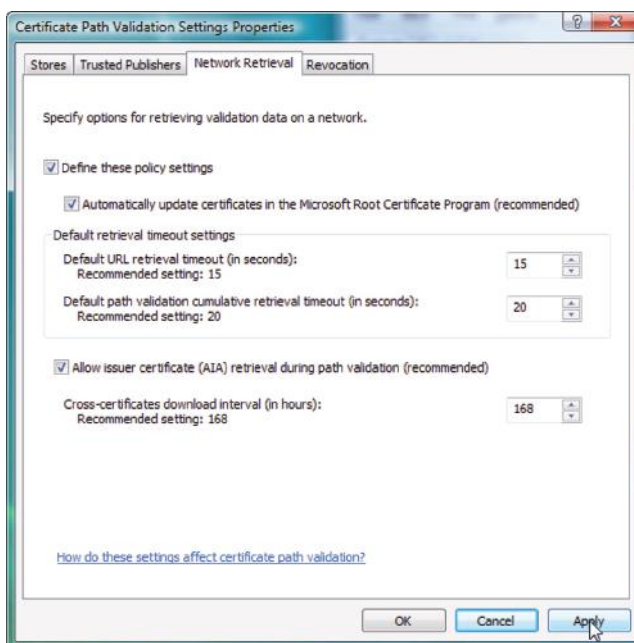 Certificate Path Validation Settings Properties
Stores
Trusted Publishers
Network Retrieval
Revocation
Specify options for retrieving validation data on a network.
Define these policy settings
Automatically update certificates in the Microsoft Root Certificate Program (recommended)
Default retrieval timeout settings
Default URL retrieval timeout (in seconds):
15
Recommended setting: 15
Default path validation cumulative retrieval timeout (in seconds):
20
Recommended setting: 20
Allow issuer certificate (AIA) retrieval during path validation (recommended)
Cross-certificates download interval (in hours):
168
Recommended setting: 168
How do these settings affect certificate path validation?
OK
Cancel
Apply